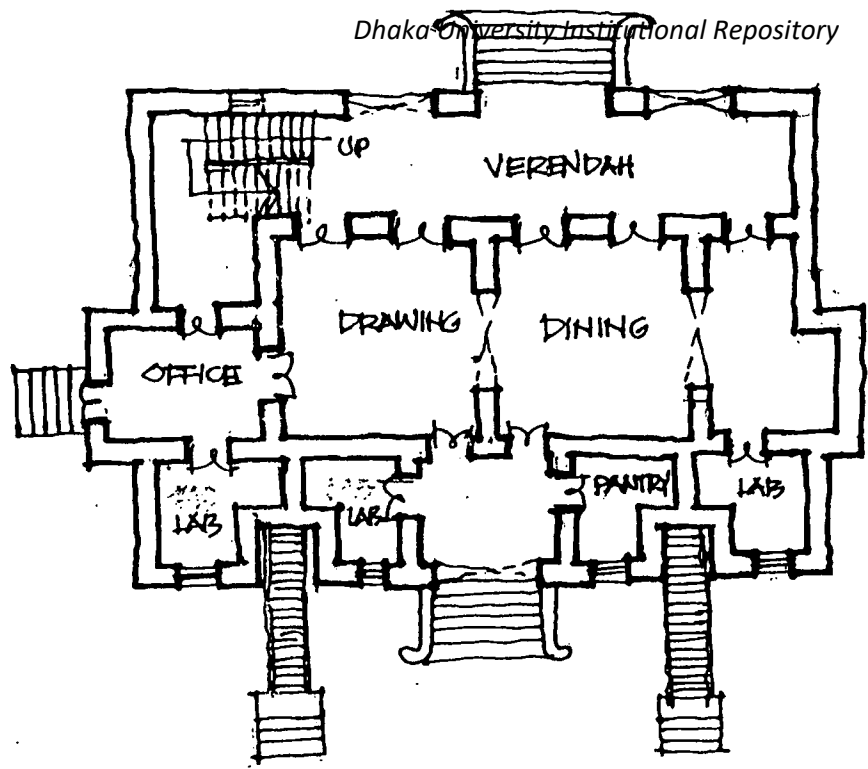 Dhaka University Institutional Repository
UP
VERENDAH
DRAWING
DINING
OFFICE
LAB
LAB
PANTRY
LAB